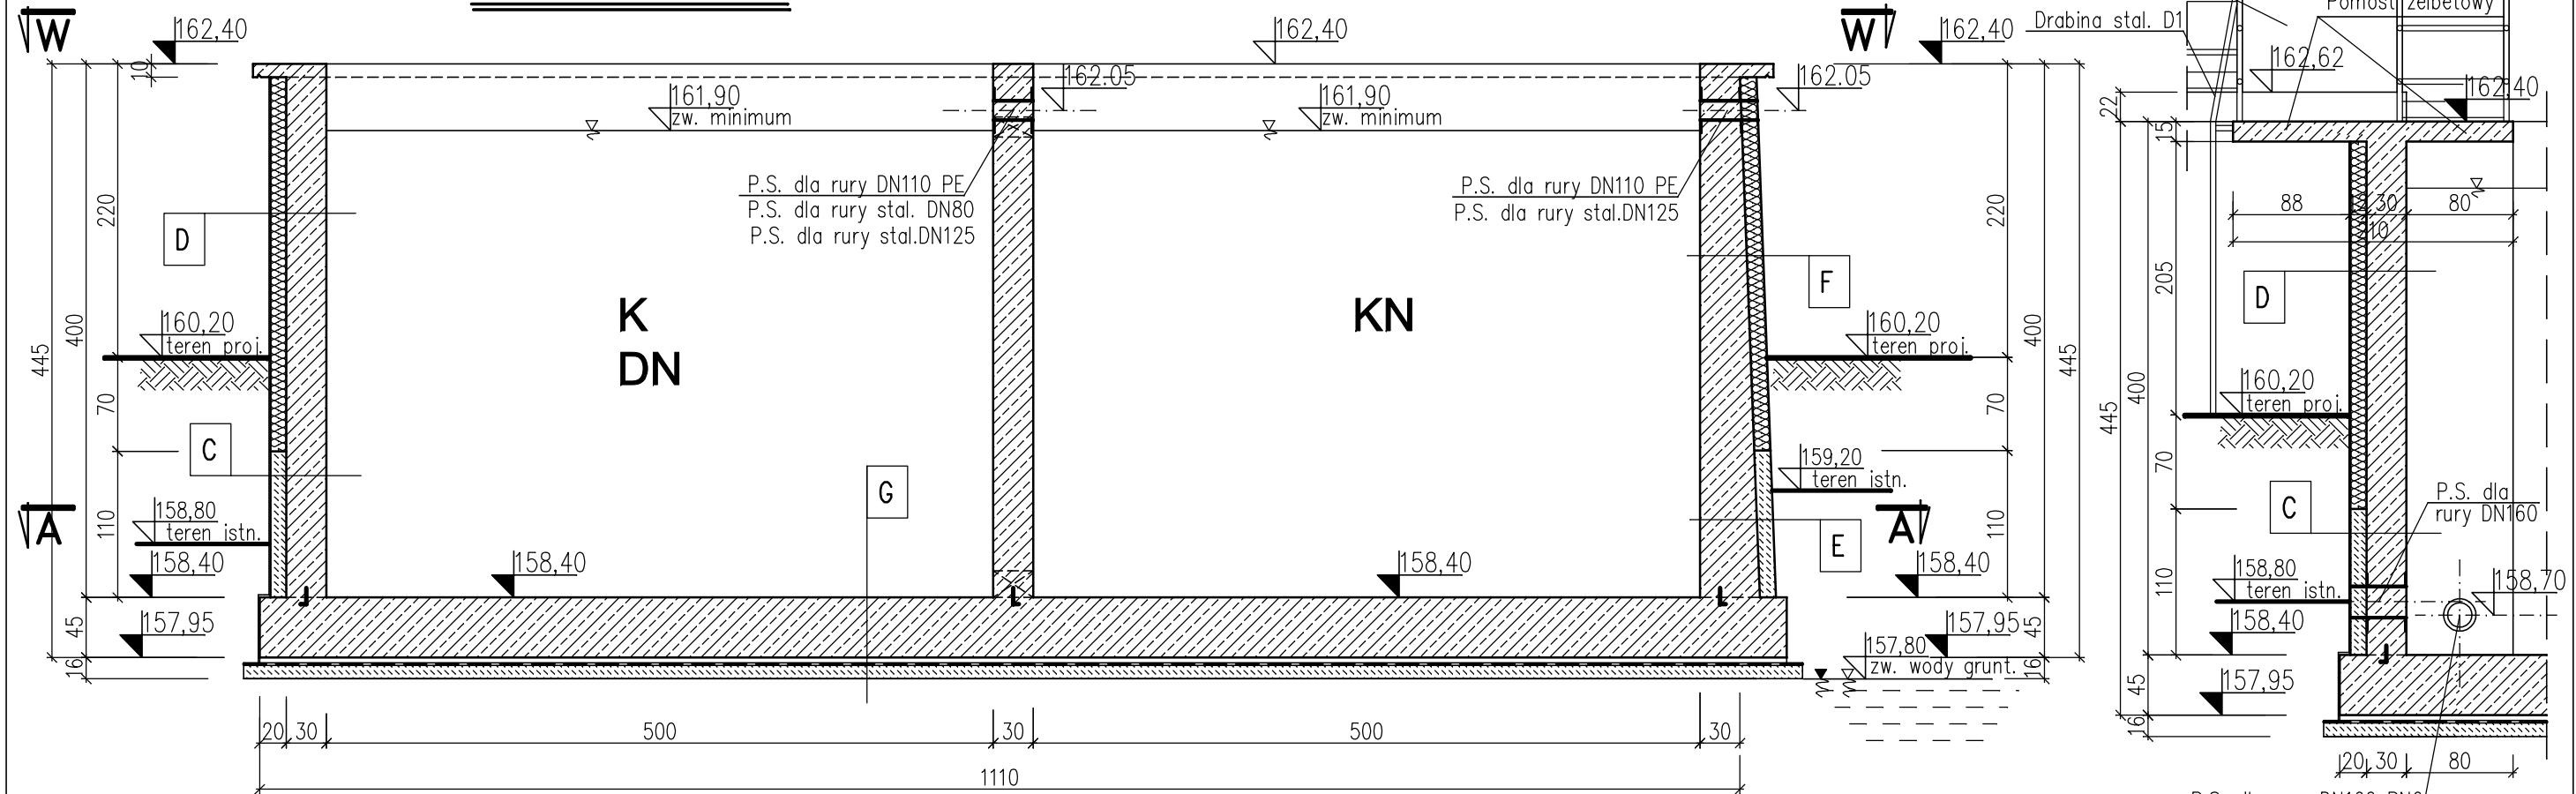 W
162,40
10
162,40
162.05
W
162,40
162.05
161,90
zw. minimum
161,90
zw. minimum
P.S. dla rury DN110 PE
P.S. dla rury stal. DN80
P.S. dla rury stal.DN125
P.S. dla rury DN110 PE
P.S. dla rury stal.DN125
D
F
K
DN
KN
445
400
220
70
110
45
16
160,20
teren proj.
C
158,80
teren istn.
A
158,40
157,95
158,40
G
158,40
160,20
teren proj.
159,20
teren istn.
A
E
158,40
157,95
157,80
zw. wody grunt.
220
70
110
400
445
45
16
20
30
500
30
500
30
1110
Drabina stal. D1
Pomost żelbetowy
162,62
162,40
22
15
88
30
80
205
D
160,20
teren proj.
445
400
70
110
C
P.S. dla
rury DN160
158,80
teren istn.
158,70
158,40
157,95
45
16
20
30
80